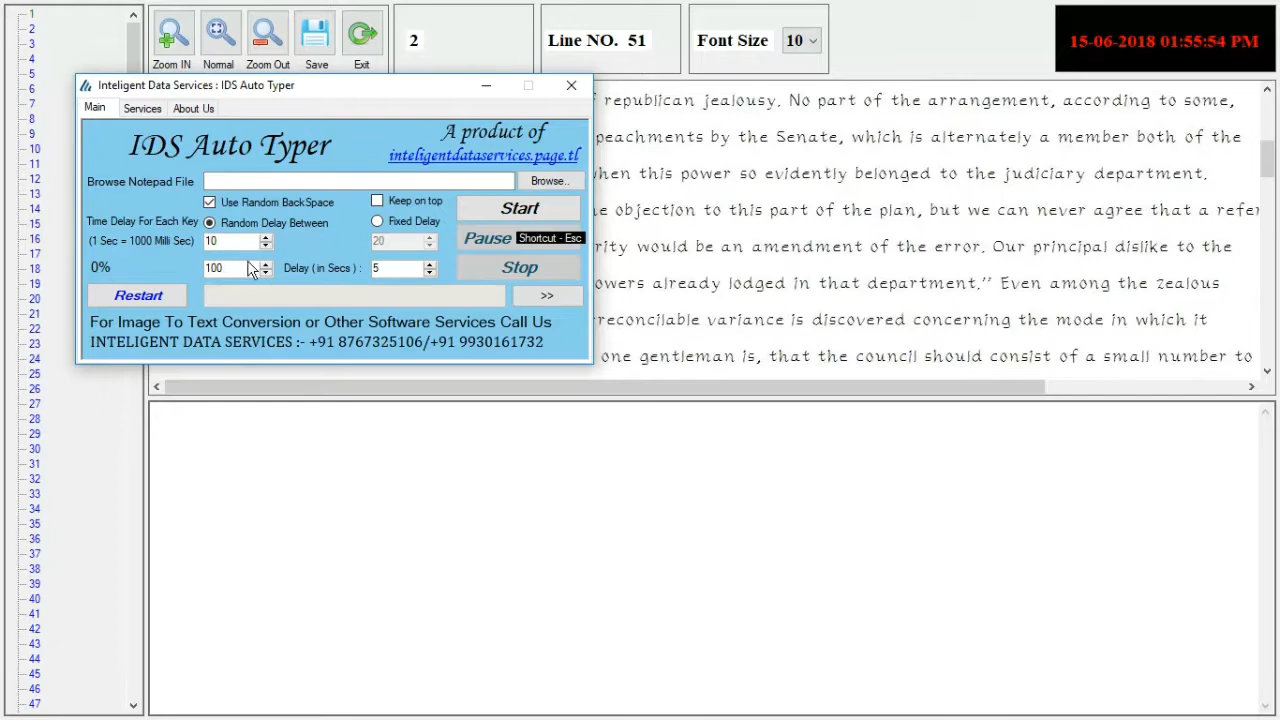 1
2
3
4
5
6
7
8
9
10
11
12
13
14
15
16
17
18
19
20
21
22
23
24
25
26
27
28
29
30
31
32
33
34
35
36
37
38
39
40
41
42
43
44
45
46
47
Zoom IN Normal Zoom Out Save Exit
2
Line NO. 51
Font Size 10
15-06-2018 01:55:54 PM
Inteligent Data Services : IDS Auto Typer
Main Services About Us
IDS Auto Typer
A product of
inteligentdataservices.page.tl
Browse Notepad File Browse..
Use Random BackSpace Keep on top Start
Time Delay For Each Key Random Delay Between Fixed Delay
(1 Sec = 1000 Milli Sec) 10 20 Pause Shortcut - Esc
0% 100 Delay (in Secs) : 5 Stop
Restart >>
For Image To Text Conversion or Other Software Services Call Us
INTELIGENT DATA SERVICES :- +91 8767325106/+91 9930161732
republican jealousy. No part of the arrangement, according to some,
peachments by the Senate, which is alternately a member both of the
hen this power so evidently belonged to the judiciary department.
e objection to this part of the plan, but we can never agree that a refer
rity would be an amendment of the error. Our principal dislike to the
owers already lodged in that department.’’ Even among the zealous
rreconcilable variance is discovered concerning the mode in which it
one gentleman is, that the council should consist of a small number to